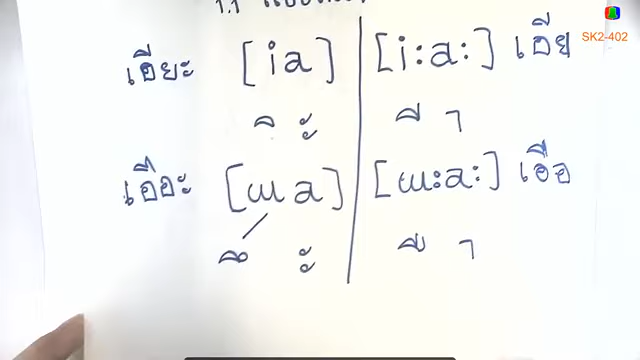 1.1
SK2-402
เอียะ [ia] [i:a:] เอีย
ิ ะ ี า
เอือะ [ɯa] [ɯ:a:] เอือ
ึ ะ ื า